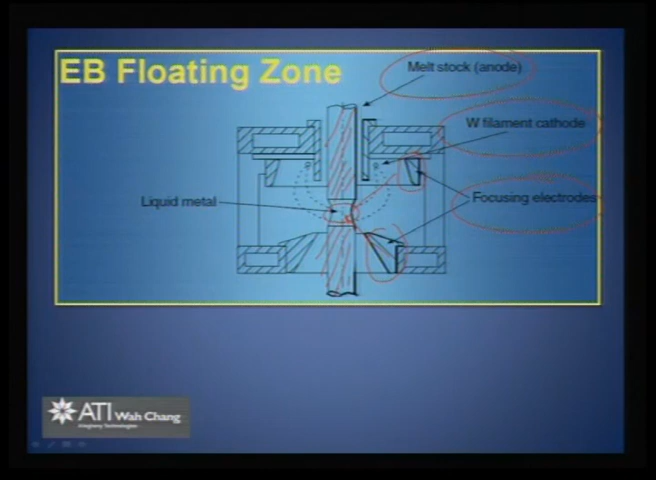 EB Floating Zone
Melt stock (anode)
W filament cathode
Liquid metal
Focusing electrodes
ATI Wah Chang
Allegheny Technologies